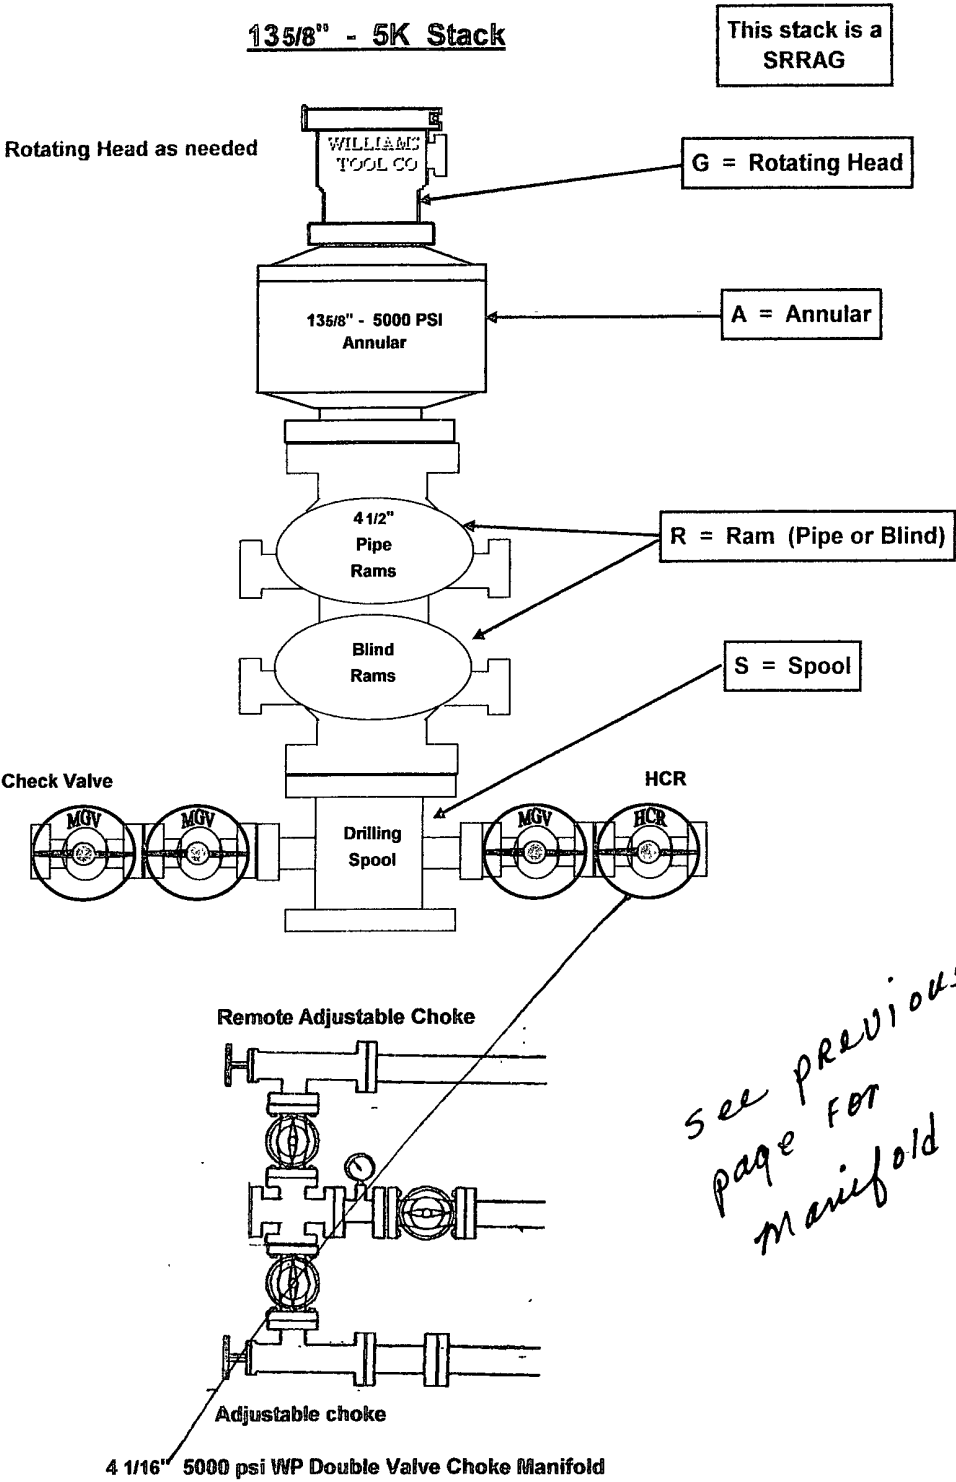 13 5/8" - 5K Stack
This stack is a
SRRAG
Rotating Head as needed
WILLIAMS
TOOL CO
G = Rotating Head
13 5/8" - 5000 PSI
Annular
A = Annular
4 1/2"
Pipe
Rams
R = Ram (Pipe or Blind)
Blind
Rams
S = Spool
Check Valve
HCR
MGV
MGV
Drilling
Spool
MGV
HCR
Remote Adjustable Choke
see previous
page for
manifold
Adjustable choke
4 1/16" 5000 psi WP Double Valve Choke Manifold